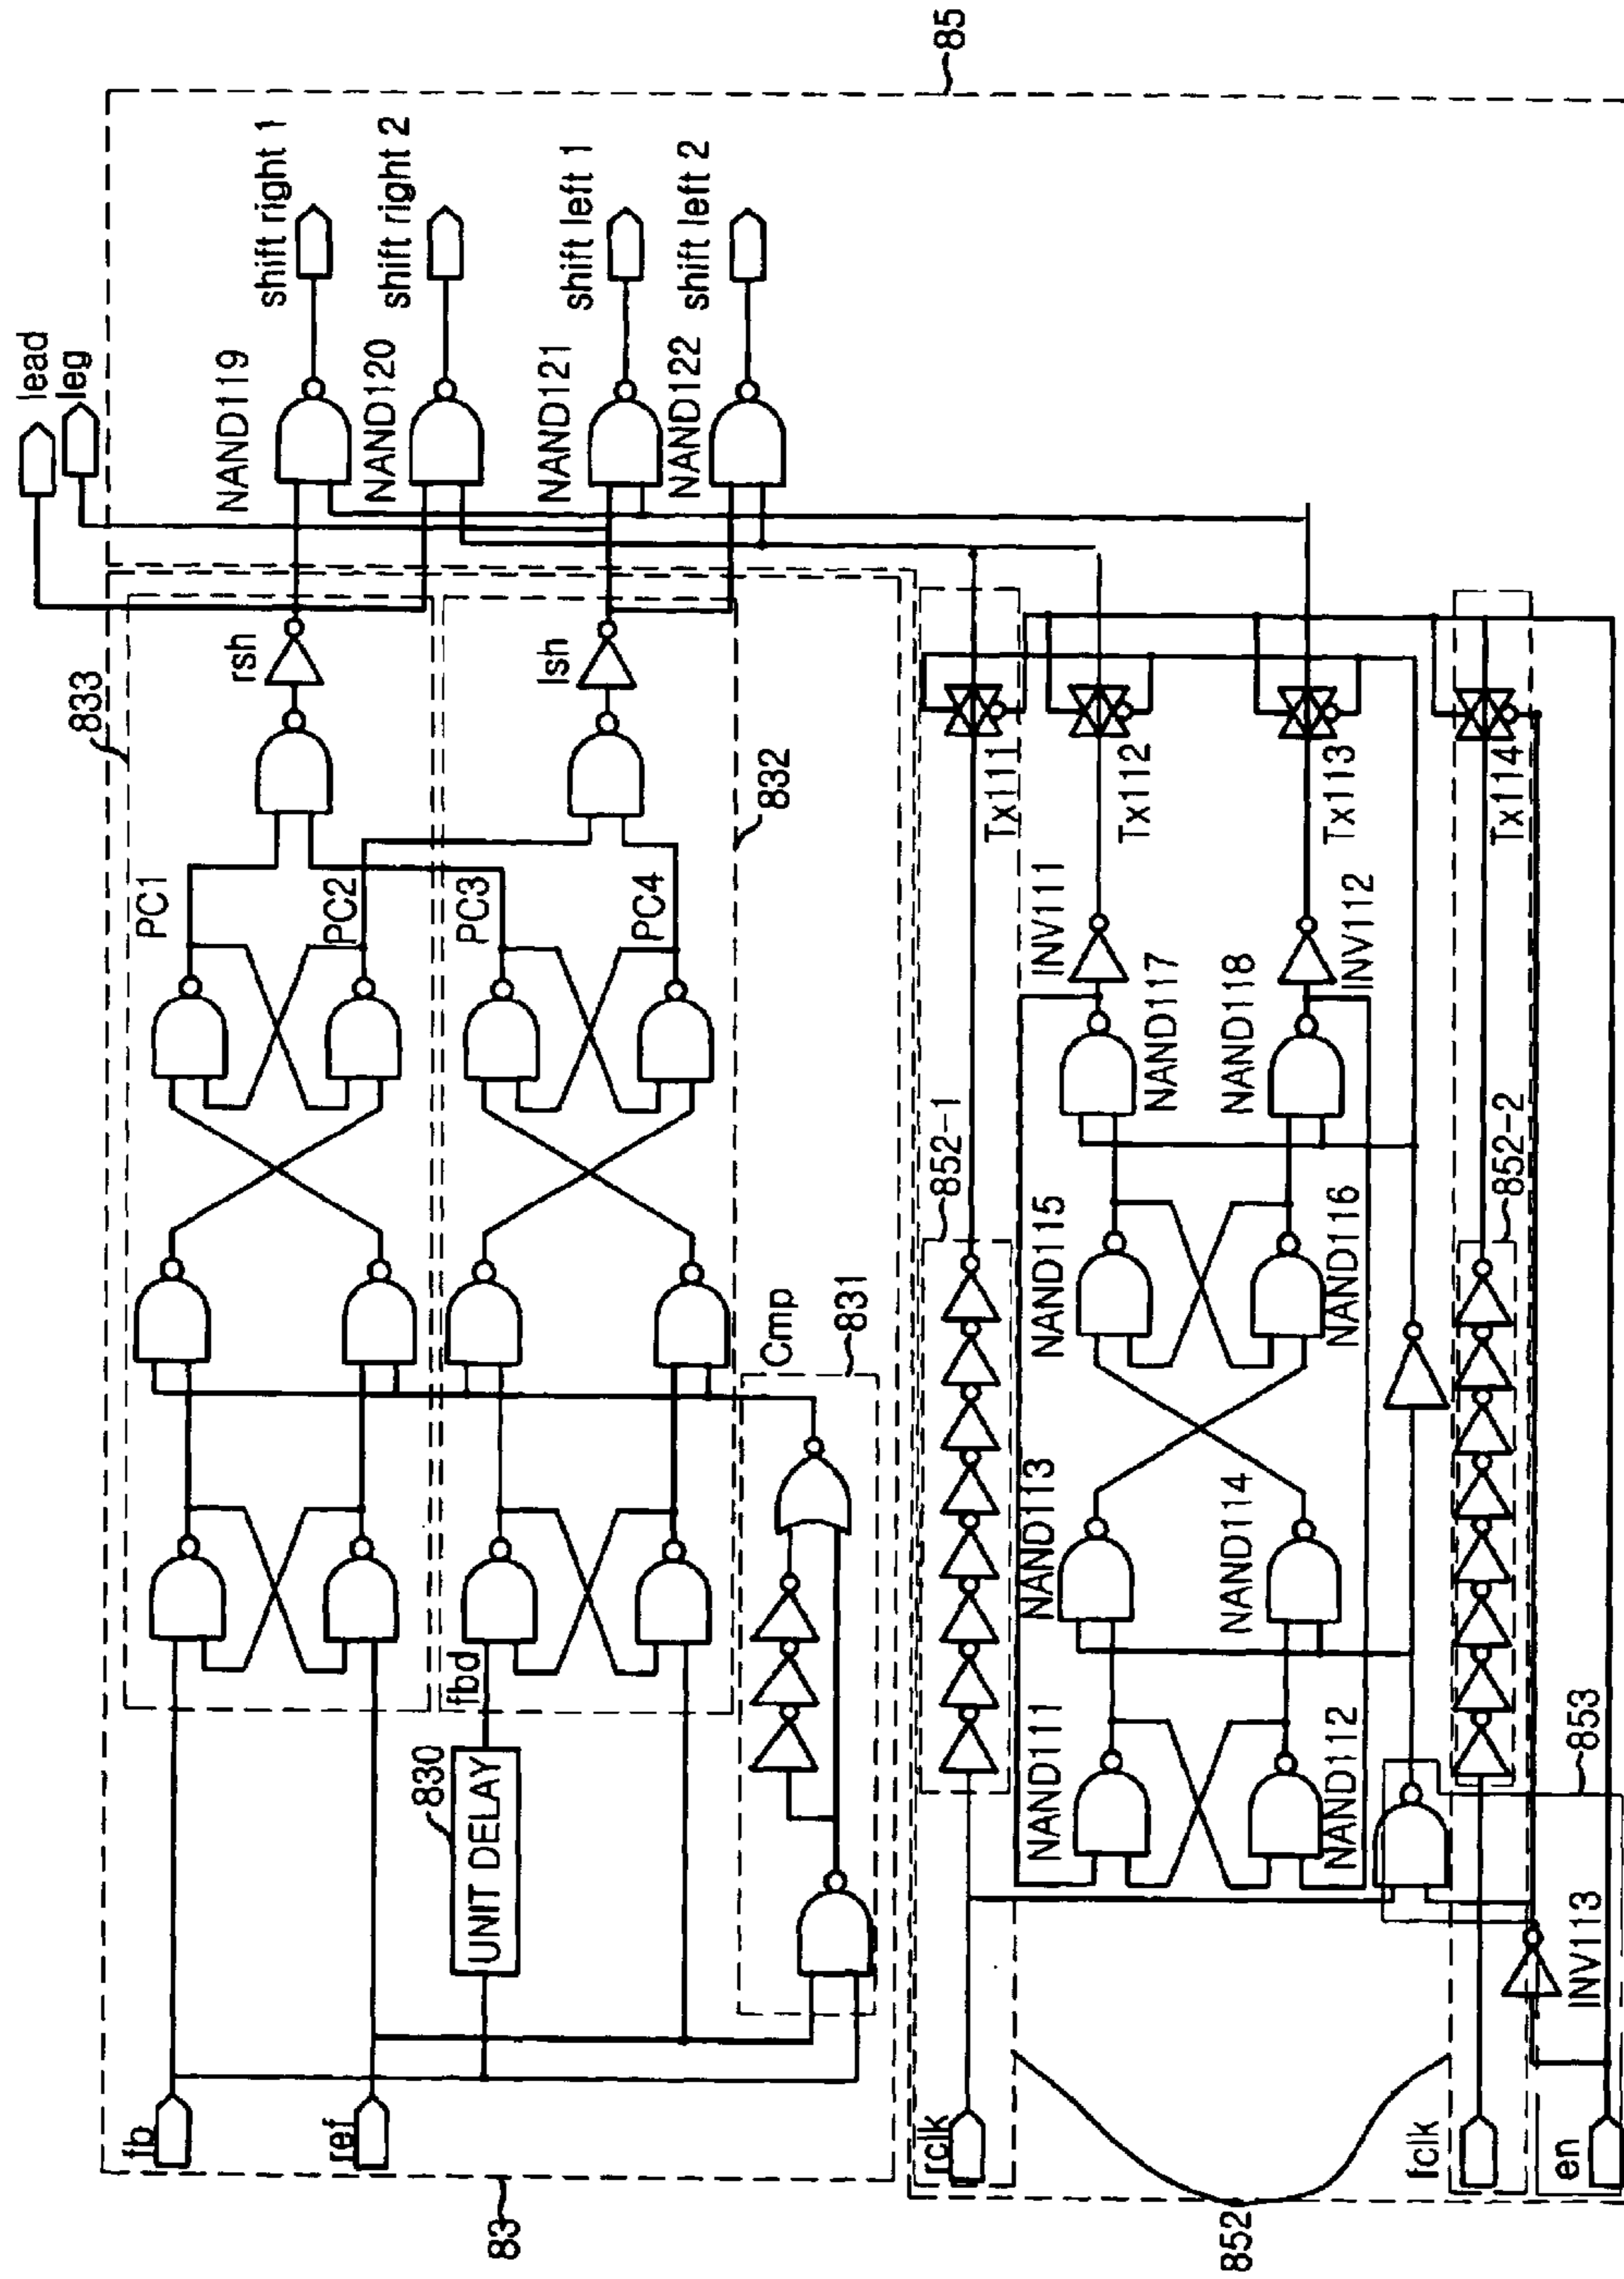 83
fb
ref
830
UNIT DELAY
fbd
833
PC1
PC2
PC3
PC4
rsh
lsh
832
Cmp
831
lead
leg
NAND119
NAND120
NAND121
NAND122
shift right 1
shift right 2
shift left 1
shift left 2
85
852
rclk
fclk
en
852-1
NAND111
NAND112
NAND113
NAND114
NAND115
NAND116
NAND117
NAND118
INV111
INV112
Tx111
Tx112
Tx113
Tx114
852-2
853
INV113